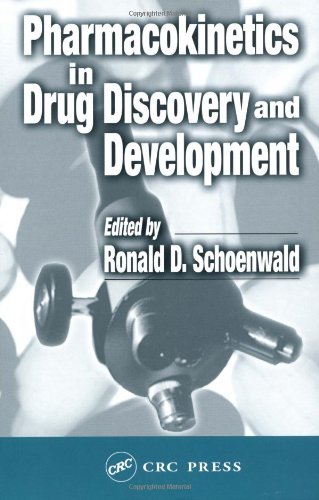 Pharmacokinetics
in
Drug Discovery and
Development
Edited by
Ronald D. Schoenwald
CRC
CRC PRESS